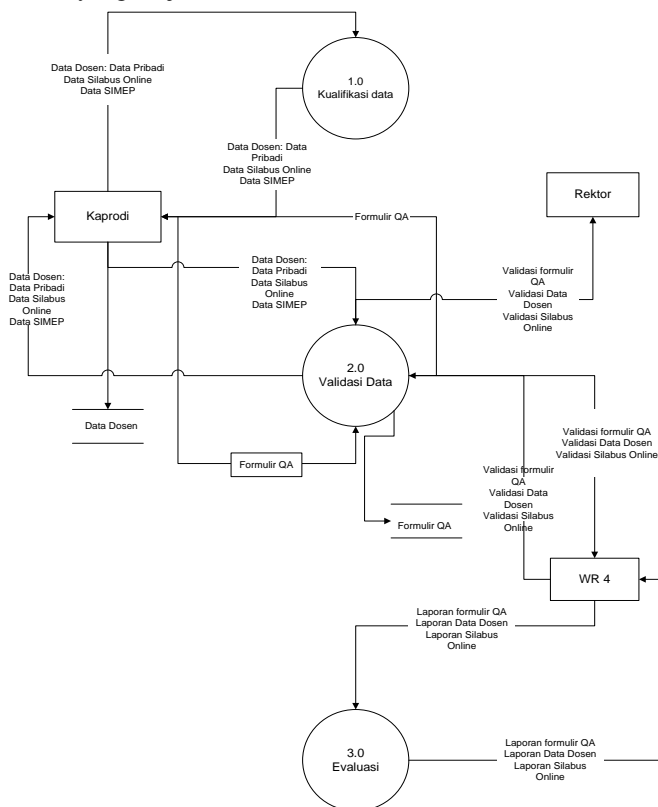 Data Dosen: Data Pribadi
Data Silabus Online
Data SIMEP
1.0
Kualifikasi data
Data Dosen: Data
Pribadi
Data Silabus Online
Data SIMEP
Kaprodi
Formulir QA
Rektor
Data Dosen:
Data Pribadi
Data Silabus
Online
Data SIMEP
Data Dosen:
Data Pribadi
Data Silabus
Online
Data SIMEP
Validasi formulir
QA
Validasi Data
Dosen
Validasi Silabus
Online
2.0
Validasi Data
Data Dosen
Formulir QA
Formulir QA
Validasi formulir
QA
Validasi Data
Dosen
Validasi Silabus
Online
Validasi formulir QA
Validasi Data Dosen
Validasi Silabus Online
WR 4
Laporan formulir QA
Laporan Data Dosen
Laporan Silabus
Online
3.0
Evaluasi
Laporan formulir QA
Laporan Data Dosen
Laporan Silabus
Online